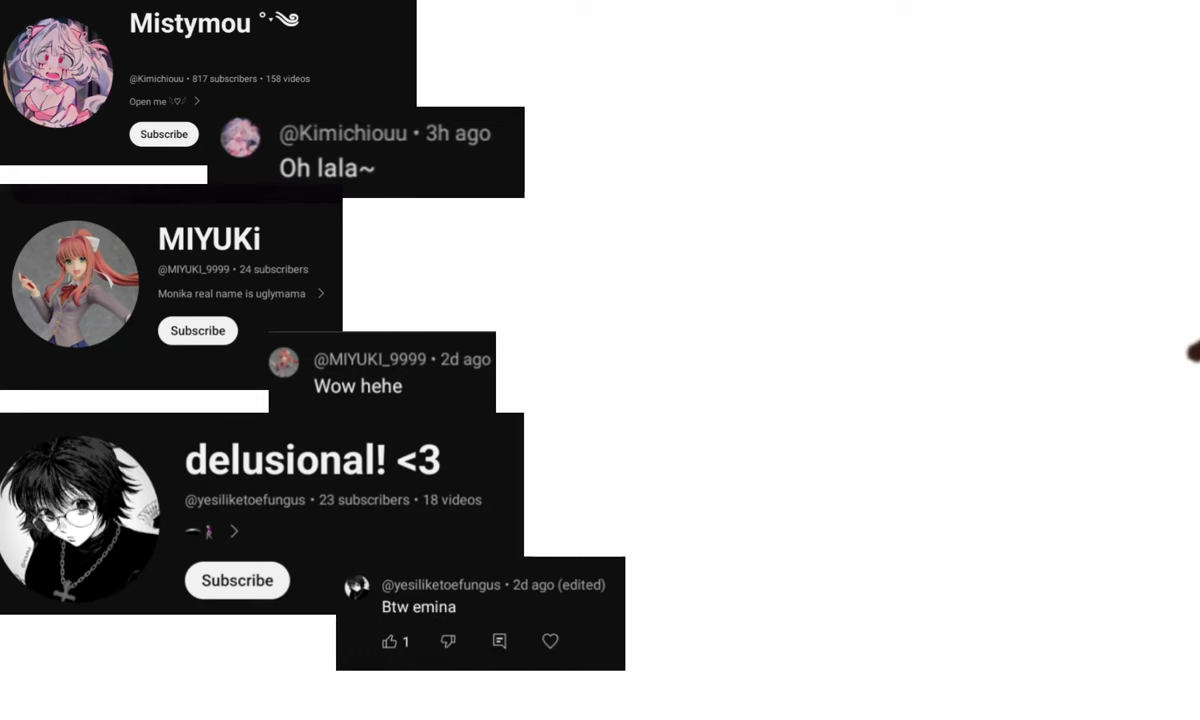 Mistymou °‧༄
@Kimichiouu • 817 subscribers • 158 videos
Open me
Subscribe
@Kimichiouu • 3h ago
Oh lala~
MIYUKi
@MIYUKI_9999 • 24 subscribers
Monika real name is uglymama
Subscribe
@MIYUKI_9999 • 2d ago
Wow hehe
delusional! <3
@yesiliketoefungus • 23 subscribers • 18 videos
Subscribe
@yesiliketoefungus • 2d ago (edited)
Btw emina
1